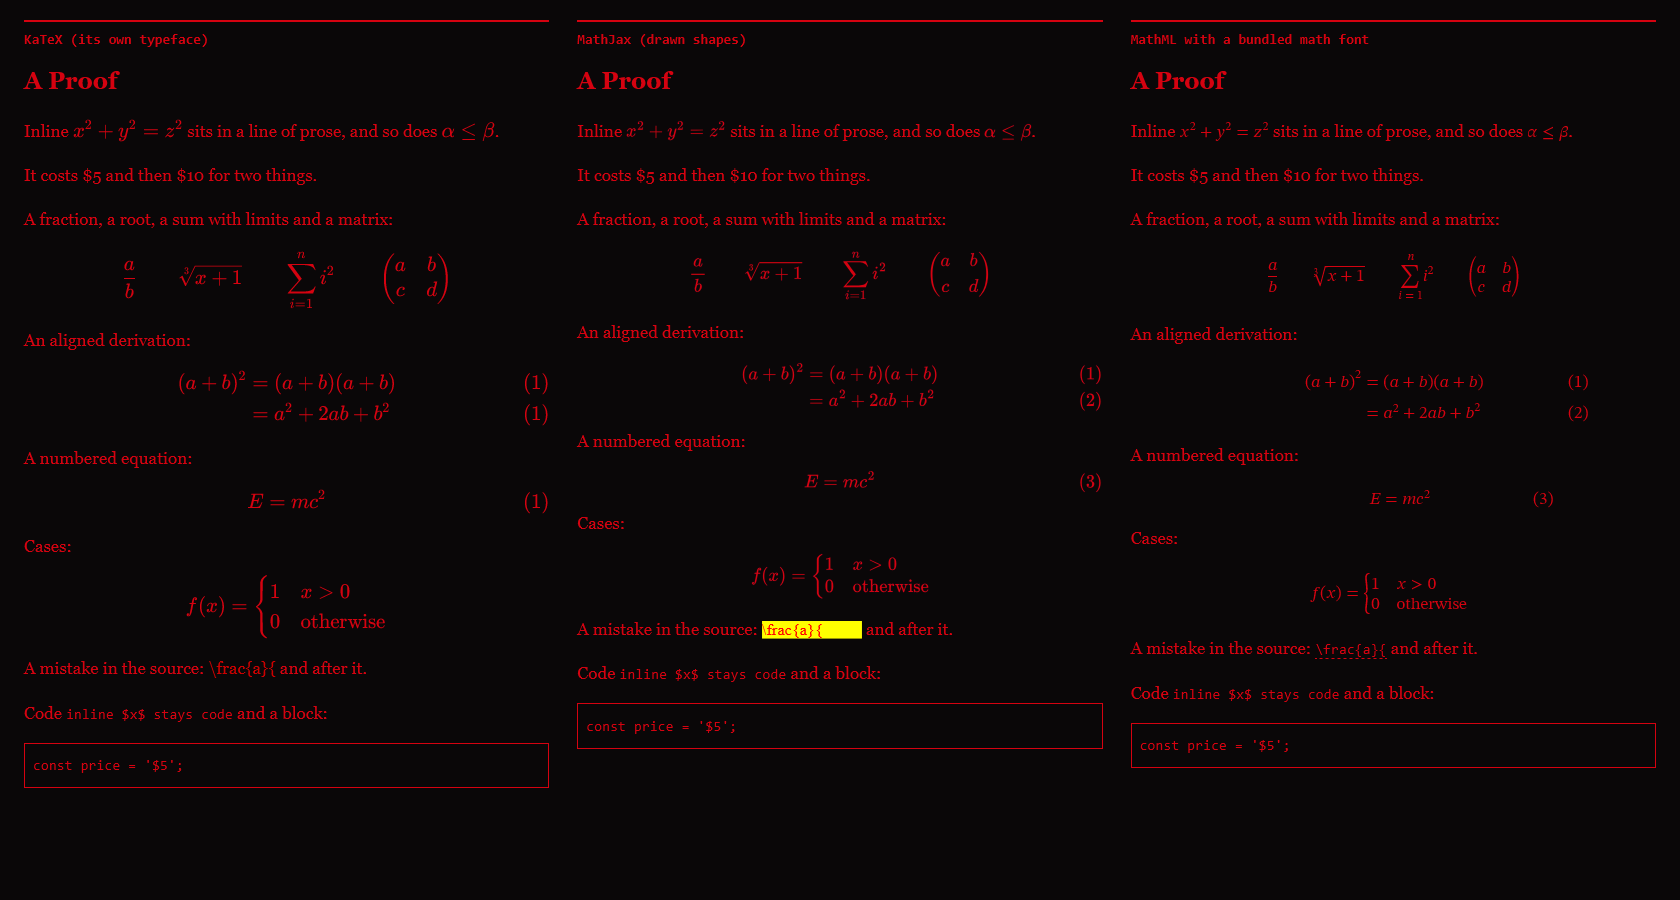 KaTeX (its own typeface)
A Proof
Inline x² + y² = z² sits in a line of prose, and so does α ≤ β.
It costs $5 and then $10 for two things.
A fraction, a root, a sum with limits and a matrix:
a/b ∛(x + 1) ∑_{i=1}^{n} i² (a b; c d)
An aligned derivation:
(a + b)² = (a + b)(a + b) (1)
= a² + 2ab + b² (1)
A numbered equation:
E = mc² (1)
Cases:
f(x) = { 1 x > 0
0 otherwise
A mistake in the source: \frac{a}{ and after it.
Code inline $x$ stays code and a block:
const price = '$5';
MathJax (drawn shapes)
A Proof
Inline x² + y² = z² sits in a line of prose, and so does α ≤ β.
It costs $5 and then $10 for two things.
A fraction, a root, a sum with limits and a matrix:
a/b ∛(x + 1) ∑_{i=1}^{n} i² (a b; c d)
An aligned derivation:
(a + b)² = (a + b)(a + b) (1)
= a² + 2ab + b² (2)
A numbered equation:
E = mc² (3)
Cases:
f(x) = { 1 x > 0
0 otherwise
A mistake in the source: \frac{a}{ and after it.
Code inline $x$ stays code and a block:
const price = '$5';
MathML with a bundled math font
A Proof
Inline x² + y² = z² sits in a line of prose, and so does α ≤ β.
It costs $5 and then $10 for two things.
A fraction, a root, a sum with limits and a matrix:
a/b ∛(x + 1) ∑_{i=1}^{n} i² (a b; c d)
An aligned derivation:
(a + b)² = (a + b)(a + b) (1)
= a² + 2ab + b² (2)
A numbered equation:
E = mc² (3)
Cases:
f(x) = { 1 x > 0
0 otherwise
A mistake in the source: \frac{a}{ and after it.
Code inline $x$ stays code and a block:
const price = '$5';